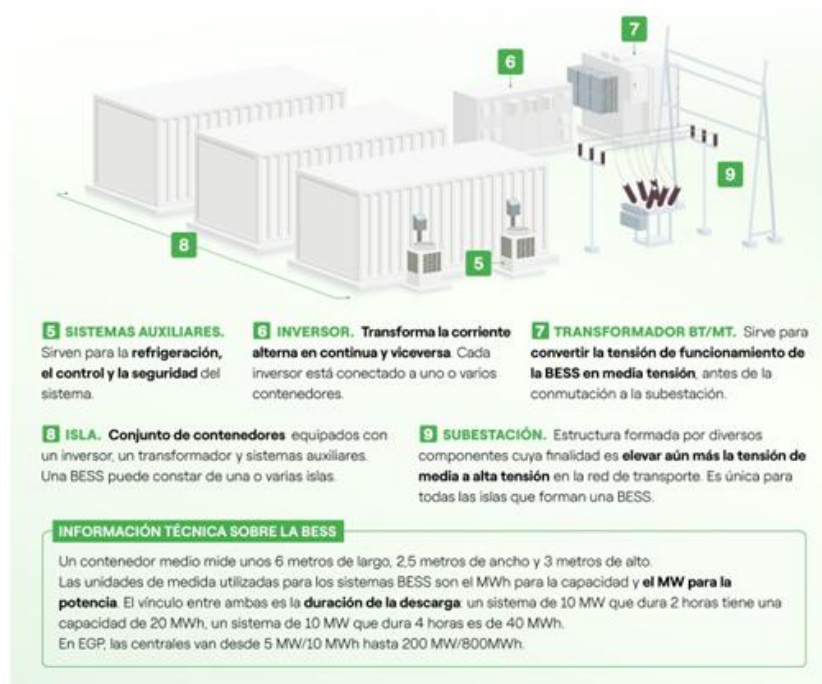 7
6
9
8
5
5 SISTEMAS AUXILIARES.
Sirven para la refrigeración,
el control y la seguridad del
sistema.
6 INVERSOR. Transforma la corriente
alterna en continua y viceversa. Cada
inversor está conectado a uno o varios
contenedores.
7 TRANSFORMADOR BT/MT. Sirve para
convertir la tensión de funcionamiento de
la BESS en media tensión, antes de la
conmutación a la subestación.
8 ISLA. Conjunto de contenedores equipados con
un inversor, un transformador y sistemas auxiliares.
Una BESS puede constar de una o varias islas.
9 SUBESTACIÓN. Estructura formada por diversos
componentes cuya finalidad es elevar aún más la tensión de
media a alta tensión en la red de transporte. Es única para
todas las islas que forman una BESS.
INFORMACIÓN TÉCNICA SOBRE LA BESS
Un contenedor medio mide unos 6 metros de largo, 2,5 metros de ancho y 3 metros de alto.
Las unidades de medida utilizadas para los sistemas BESS son el MWh para la capacidad y el MW para la
potencia. El vínculo entre ambas es la duración de la descarga: un sistema de 10 MW que dura 2 horas tiene una
capacidad de 20 MWh, un sistema de 10 MW que dura 4 horas es de 40 MWh.
En EGP, las centrales van desde 5 MW/10 MWh hasta 200 MW/800MWh.